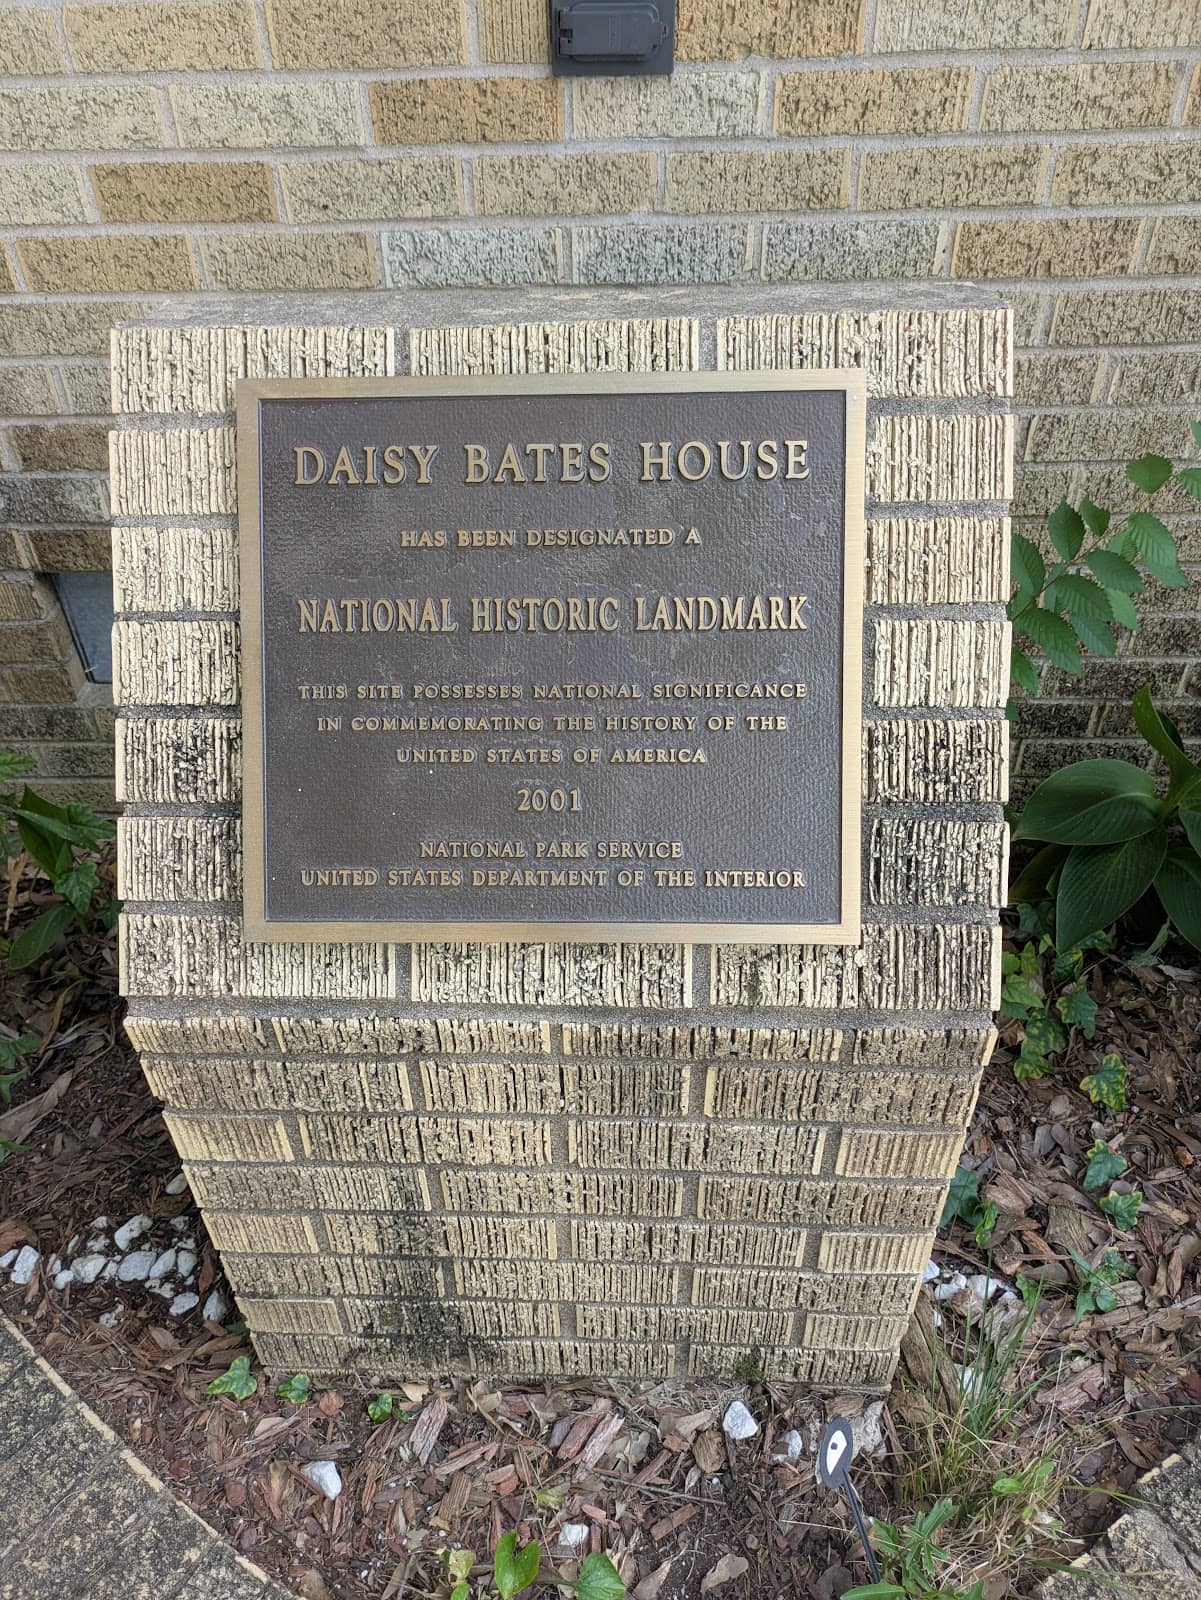 DAISY BATES HOUSE
HAS BEEN DESIGNATED A
NATIONAL HISTORIC LANDMARK
THIS SITE POSSESSES NATIONAL SIGNIFICANCE
IN COMMEMORATING THE HISTORY OF THE
UNITED STATES OF AMERICA
2001
NATIONAL PARK SERVICE
UNITED STATES DEPARTMENT OF THE INTERIOR